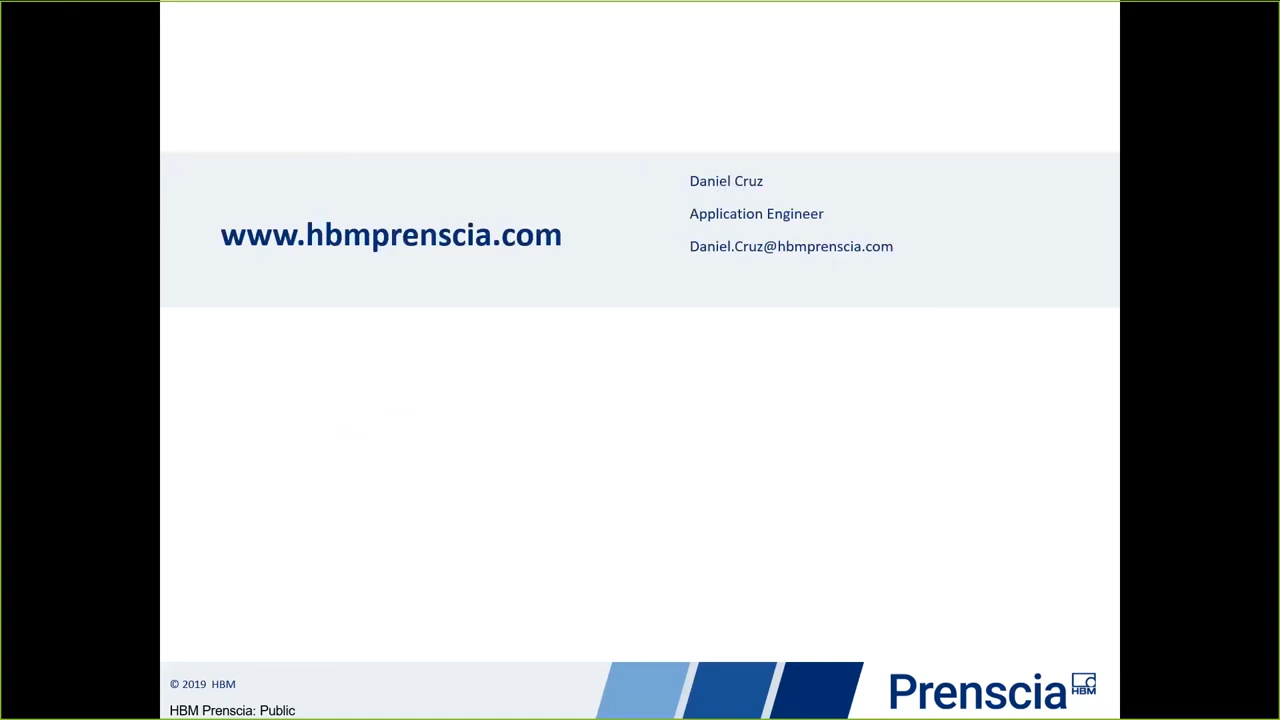 www.hbmprenscia.com
Daniel Cruz
Application Engineer
Daniel.Cruz@hbmprenscia.com
© 2019 HBM
HBM Prenscia: Public
Prenscia
HBM